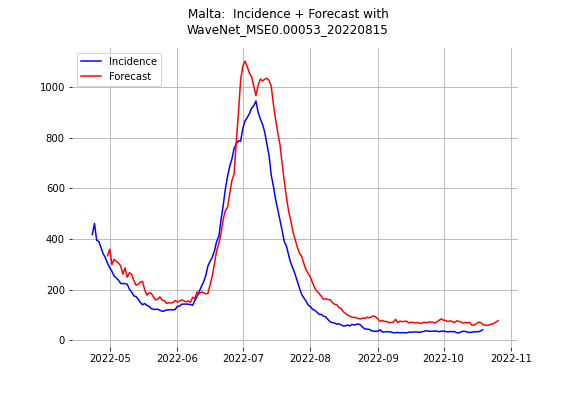 Malta:  Incidence + Forecast with
WaveNet_MSE0.00053_20220815
Incidence
Forecast
1000
800
600
400
200
0
2022-05 2022-06 2022-07 2022-08 2022-09 2022-10 2022-11